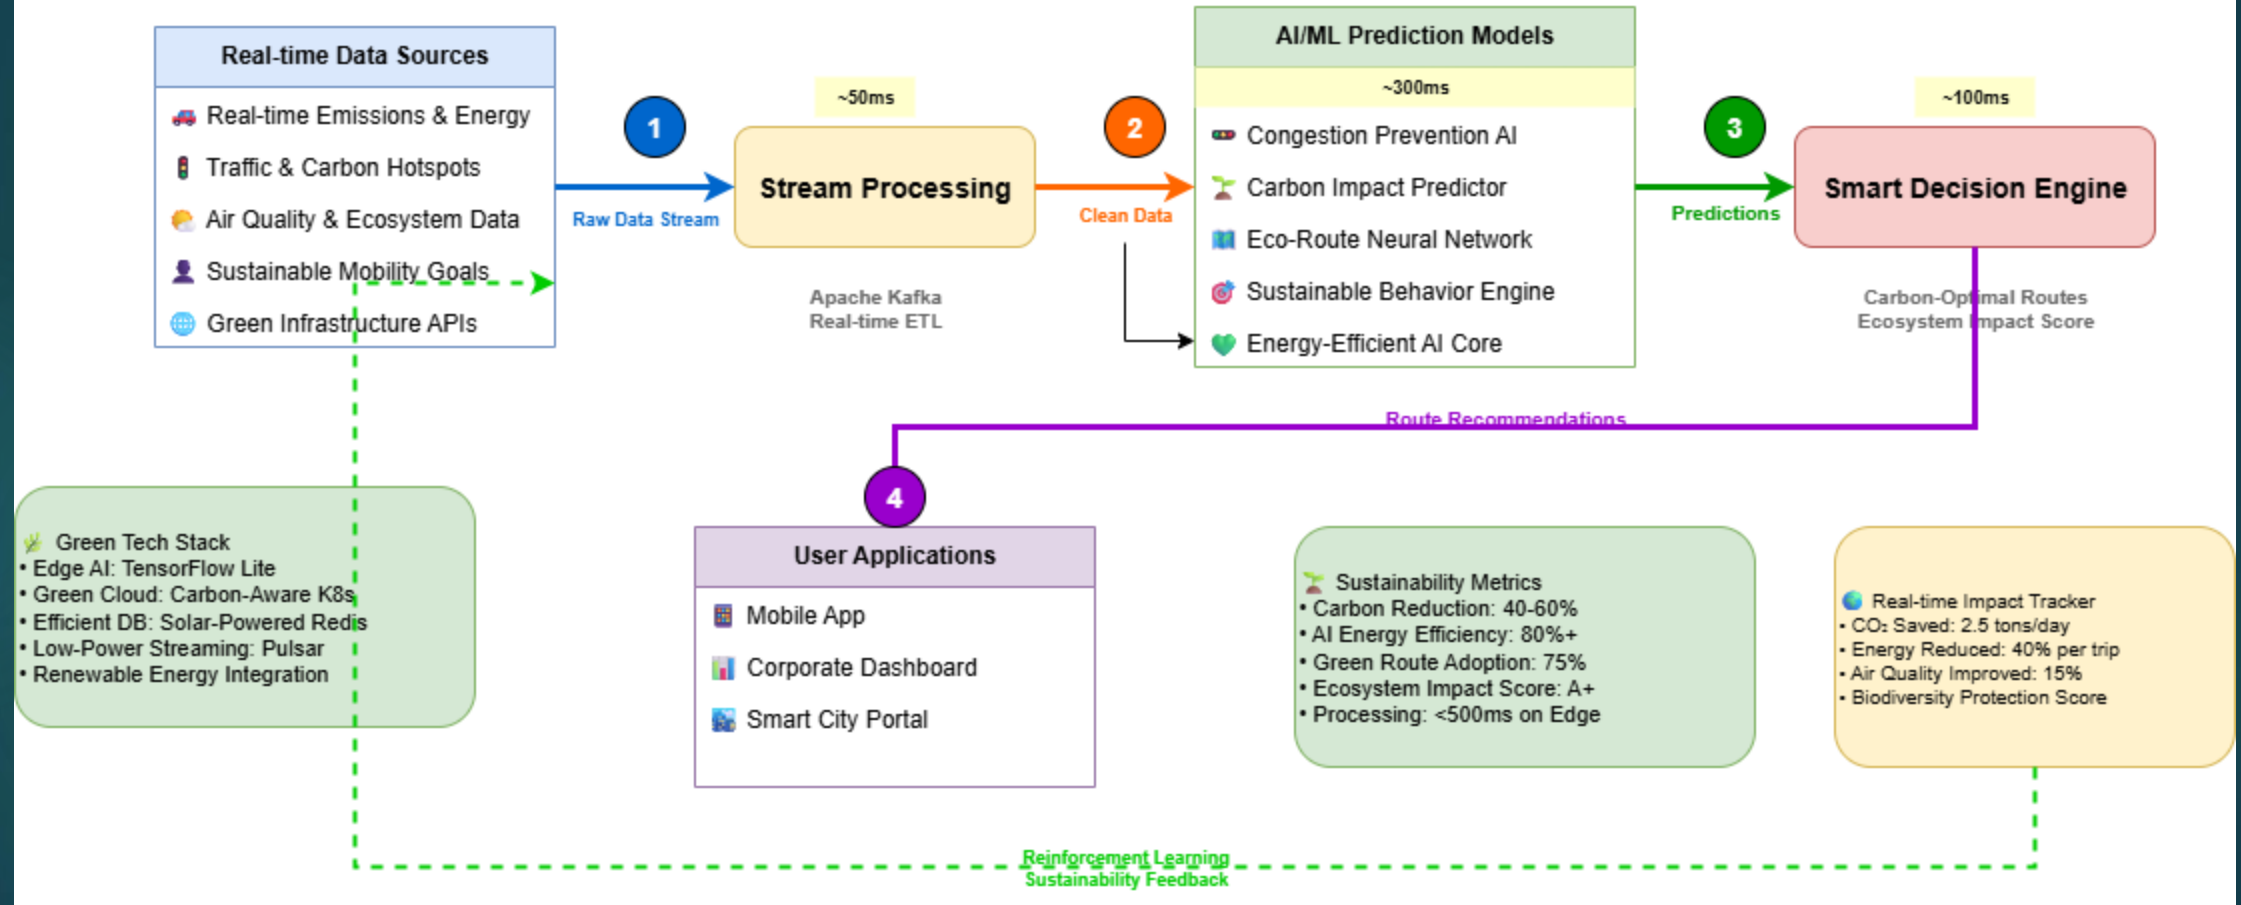 Real-time Data Sources
Real-time Emissions & Energy
Traffic & Carbon Hotspots
Air Quality & Ecosystem Data
Sustainable Mobility Goals
Green Infrastructure APIs
1
Raw Data Stream
~50ms
Stream Processing
Apache Kafka
Real-time ETL
2
Clean Data
AI/ML Prediction Models
~300ms
Congestion Prevention AI
Carbon Impact Predictor
Eco-Route Neural Network
Sustainable Behavior Engine
Energy-Efficient AI Core
3
Predictions
~100ms
Smart Decision Engine
Carbon-Optimal Routes
Ecosystem Impact Score
Route Recommendations
4
Green Tech Stack
• Edge AI: TensorFlow Lite
• Green Cloud: Carbon-Aware K8s
• Efficient DB: Solar-Powered Redis
• Low-Power Streaming: Pulsar
• Renewable Energy Integration
User Applications
Mobile App
Corporate Dashboard
Smart City Portal
Sustainability Metrics
• Carbon Reduction: 40-60%
• AI Energy Efficiency: 80%+
• Green Route Adoption: 75%
• Ecosystem Impact Score: A+
• Processing: <500ms on Edge
Real-time Impact Tracker
• CO₂ Saved: 2.5 tons/day
• Energy Reduced: 40% per trip
• Air Quality Improved: 15%
• Biodiversity Protection Score
Reinforcement Learning
Sustainability Feedback